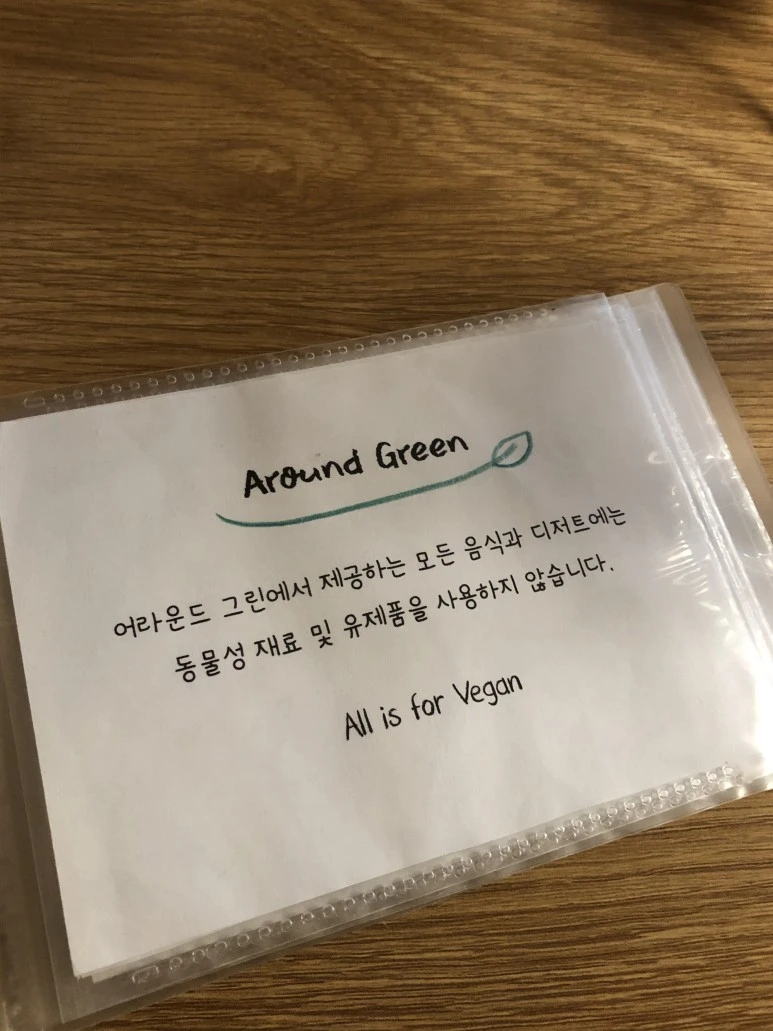 Around Green
어라운드 그린에서 제공하는 모든 음식과 디저트에는
동물성 재료 및 유제품을 사용하지 않습니다.
All is for Vegan